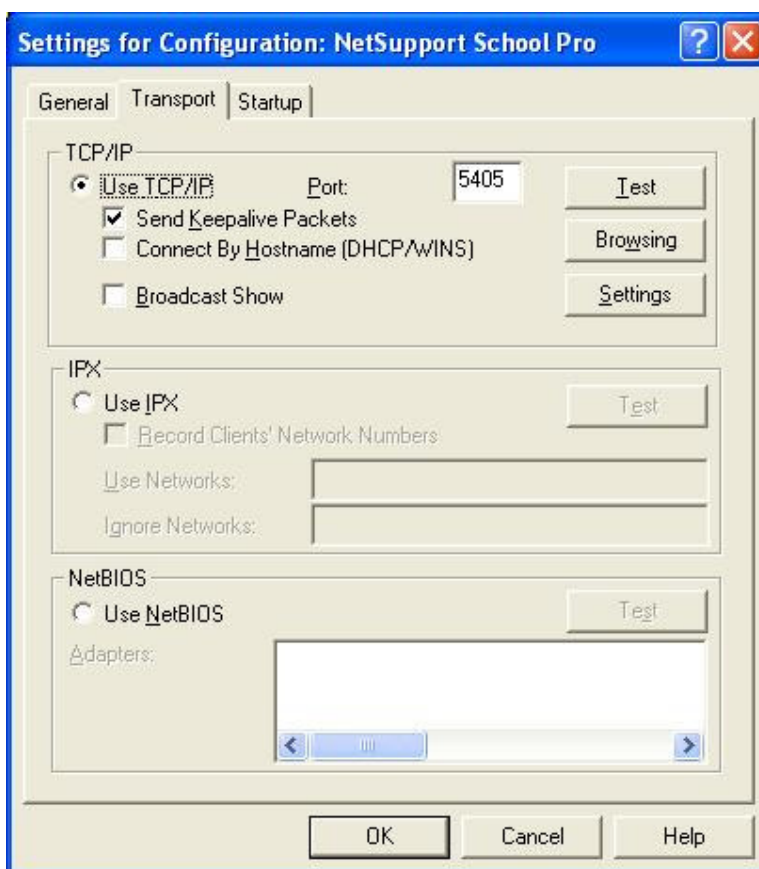 Settings for Configuration: NetSupport School Pro
General Transport Startup
TCP/IP
Use TCP/IP Port: 5405 Test
Send Keepalive Packets
Connect By Hostname (DHCP/WINS) Browsing
Broadcast Show Settings
IPX
Use IPX Test
Record Clients' Network Numbers
Use Networks:
Ignore Networks:
NetBIOS
Use NetBIOS Test
Adapters:
OK Cancel Help